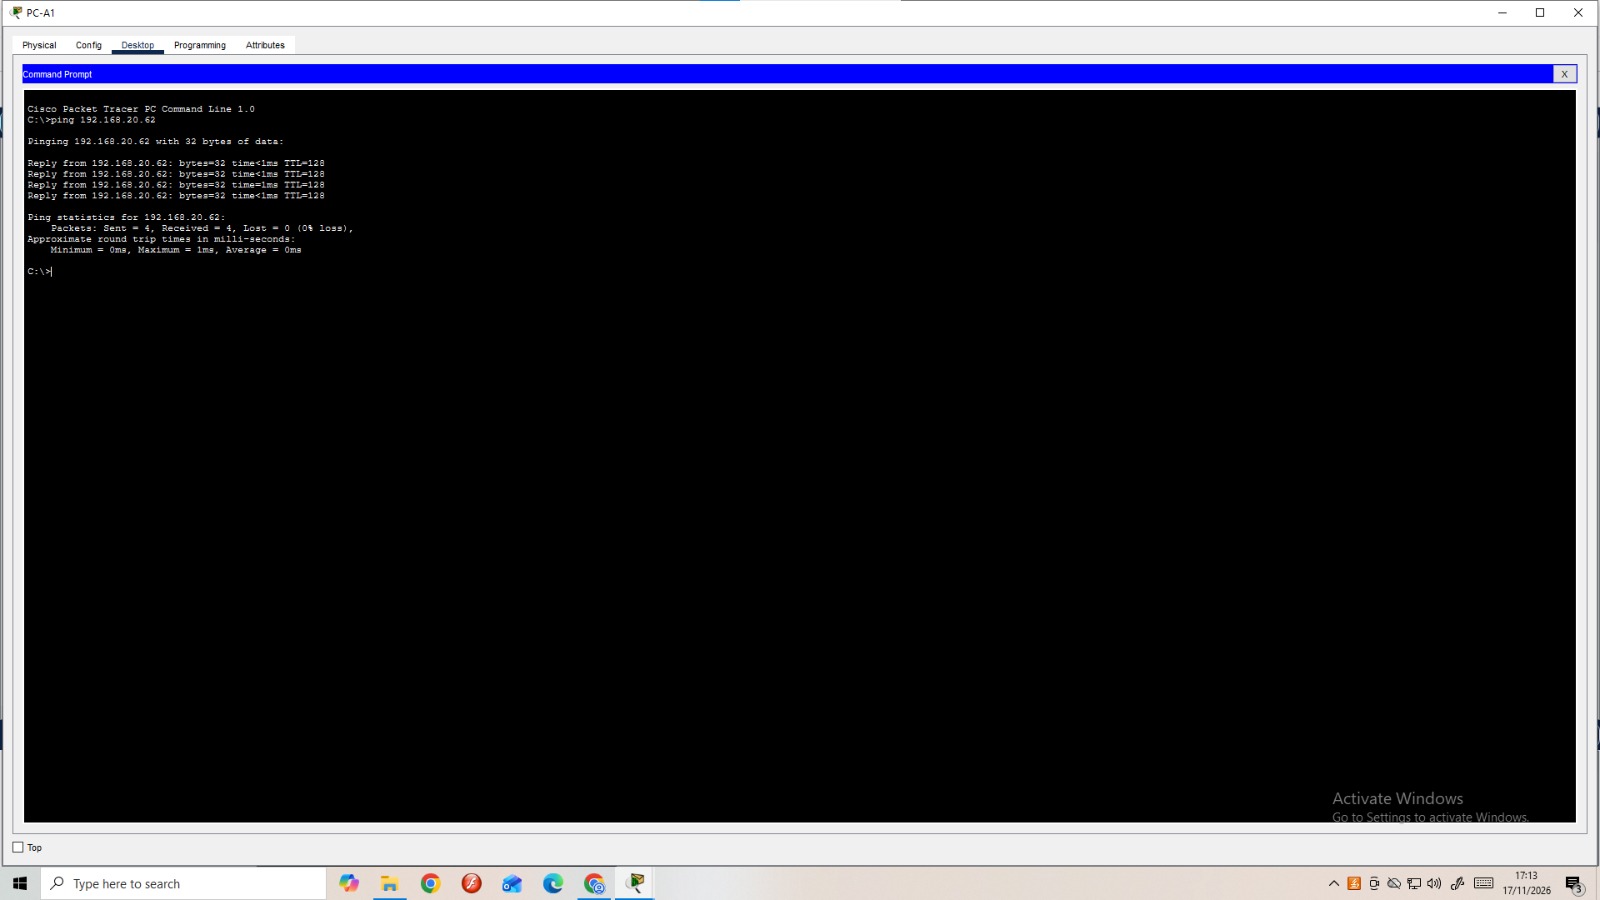 PC-A1
Physical Config Desktop Programming Attributes
Command Prompt
X
Cisco Packet Tracer PC Command Line 1.0
C:\>ping 192.168.20.62
Pinging 192.168.20.62 with 32 bytes of data:
Reply from 192.168.20.62: bytes=32 time<1ms TTL=128
Reply from 192.168.20.62: bytes=32 time<1ms TTL=128
Reply from 192.168.20.62: bytes=32 time=1ms TTL=128
Reply from 192.168.20.62: bytes=32 time<1ms TTL=128
Ping statistics for 192.168.20.62:
Packets: Sent = 4, Received = 4, Lost = 0 (0% loss),
Approximate round trip times in milli-seconds:
Minimum = 0ms, Maximum = 1ms, Average = 0ms
C:\>
Activate Windows
Go to Settings to activate Windows.
Top
Type here to search
17:13
17/11/2026
3